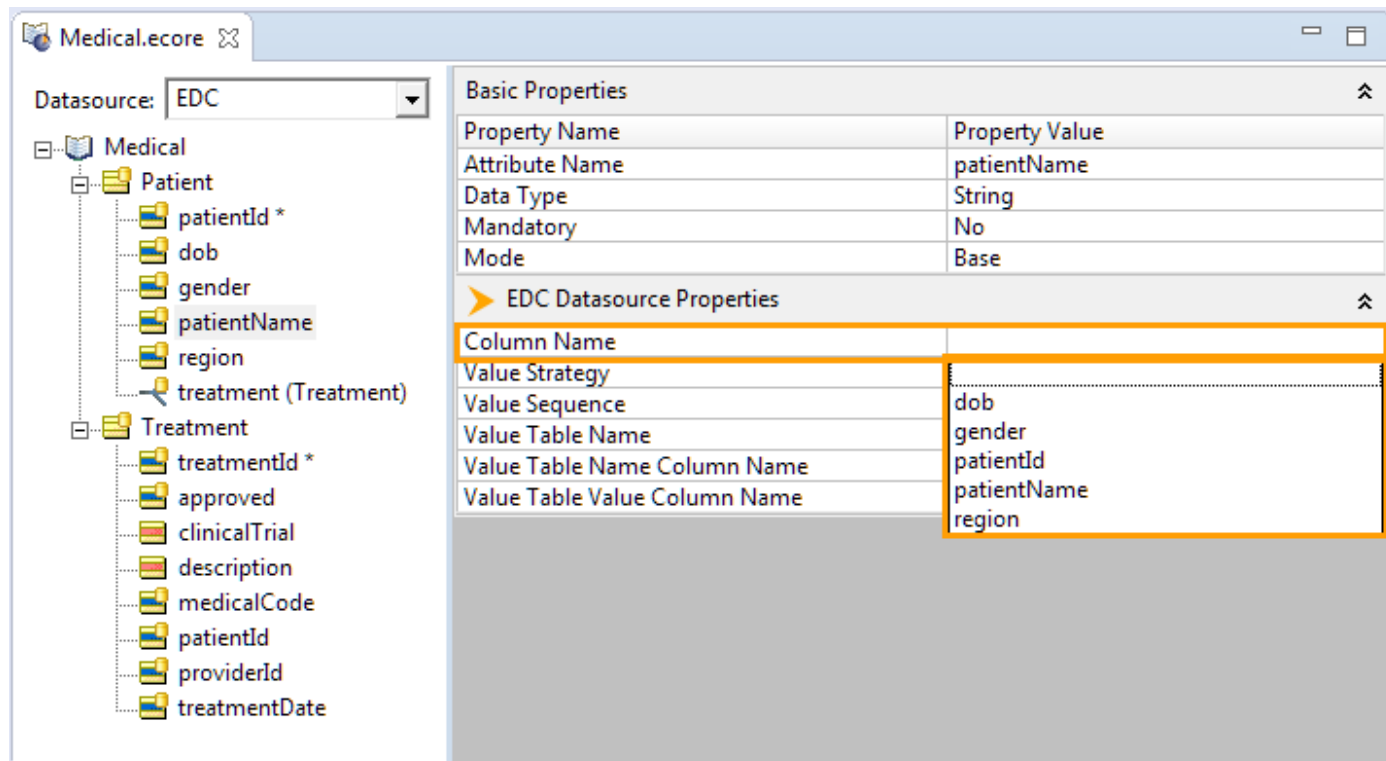 Medical.ecore
Datasource: EDC
Medical
Patient
patientId *
dob
gender
patientName
region
treatment (Treatment)
Treatment
treatmentId *
approved
clinicalTrial
description
medicalCode
patientId
providerId
treatmentDate
Basic Properties
Property Name Property Value
Attribute Name patientName
Data Type String
Mandatory No
Mode Base
EDC Datasource Properties
Column Name
Value Strategy
Value Sequence
Value Table Name
Value Table Name Column Name
Value Table Value Column Name
dob
gender
patientId
patientName
region